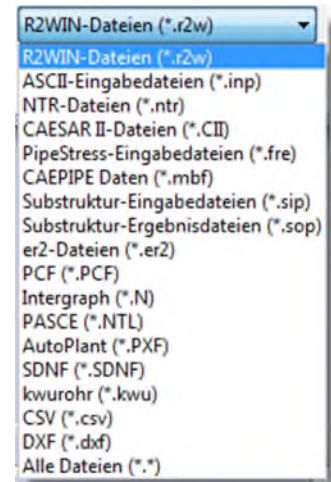 R2WIN-Dateien (*.r2w)
R2WIN-Dateien (*.r2w)
ASCII-Eingabedateien (*.inp)
NTR-Dateien (*.ntr)
CAESAR II-Dateien (*.CII)
PipeStress-Eingabedateien (*.fre)
CAEPIPE Daten (*.mbf)
Substruktur-Eingabedateien (*.sip)
Substruktur-Ergebnisdateien (*.sop)
er2-Dateien (*.er2)
PCF (*.PCF)
Intergraph (*.N)
PASCE (*.NTL)
AutoPlant (*.PXF)
SDNF (*.SDNF)
kwurohr (*.kwu)
CSV (*.csv)
DXF (*.dxf)
Alle Dateien (*.*)